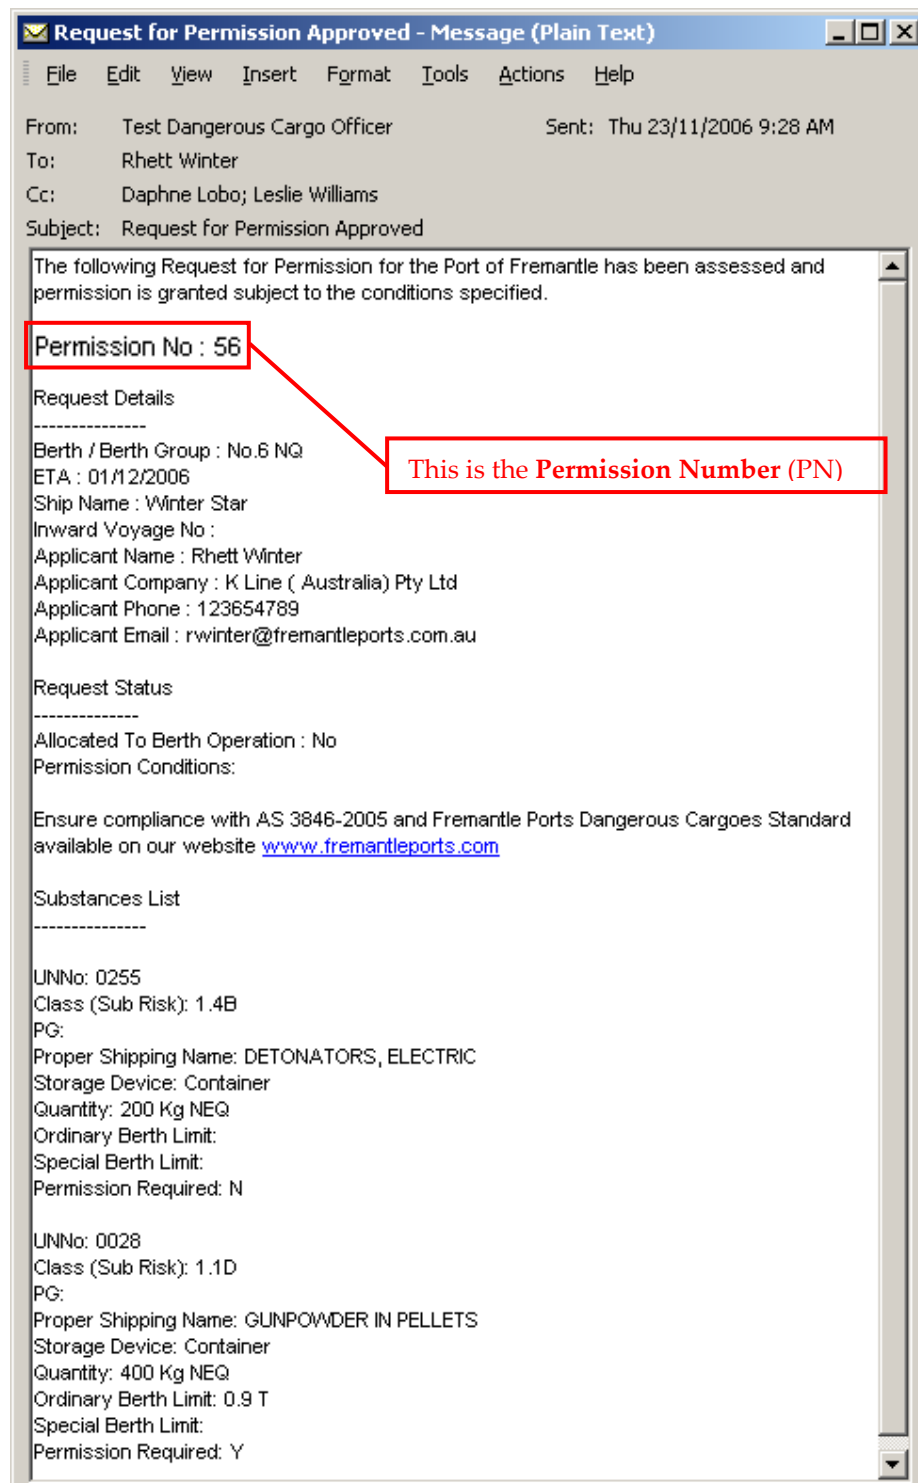 Request for Permission Approved - Message (Plain Text)
File Edit View Insert Format Tools Actions Help
From: Test Dangerous Cargo Officer Sent: Thu 23/11/2006 9:28 AM
To: Rhett Winter
Cc: Daphne Lobo; Leslie Williams
Subject: Request for Permission Approved
The following Request for Permission for the Port of Fremantle has been assessed and
permission is granted subject to the conditions specified.
Permission No : 56
Request Details
---------------
Berth / Berth Group : No.6 NQ
This is the Permission Number (PN)
ETA : 01/12/2006
Ship Name : Winter Star
Inward Voyage No :
Applicant Name : Rhett Winter
Applicant Company : K Line ( Australia) Pty Ltd
Applicant Phone : 123654789
Applicant Email : rwinter@fremantleports.com.au
Request Status
--------------
Allocated To Berth Operation : No
Permission Conditions:
Ensure compliance with AS 3846-2005 and Fremantle Ports Dangerous Cargoes Standard
available on our website www.fremantleports.com
Substances List
---------------
UNNo: 0255
Class (Sub Risk): 1.4B
PG:
Proper Shipping Name: DETONATORS, ELECTRIC
Storage Device: Container
Quantity: 200 Kg NEQ
Ordinary Berth Limit:
Special Berth Limit:
Permission Required: N
UNNo: 0028
Class (Sub Risk): 1.1D
PG:
Proper Shipping Name: GUNPOWDER IN PELLETS
Storage Device: Container
Quantity: 400 Kg NEQ
Ordinary Berth Limit: 0.9 T
Special Berth Limit:
Permission Required: Y